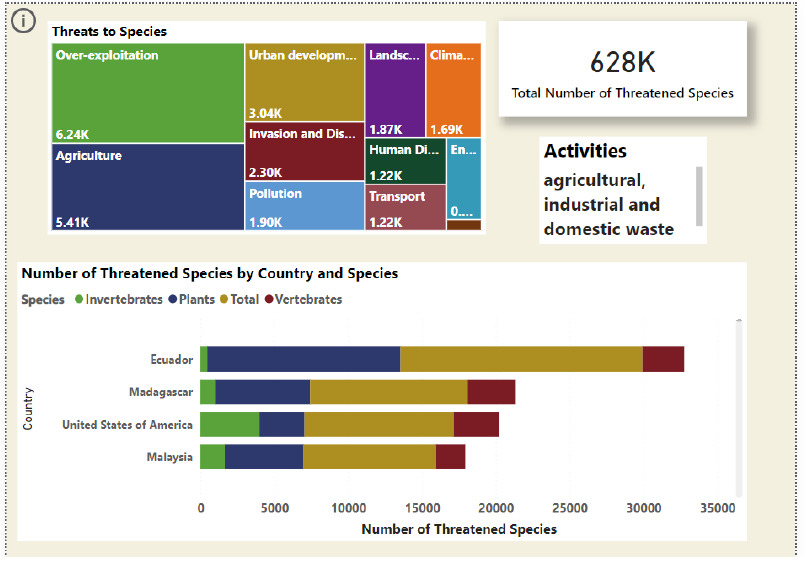 i
Threats to Species
Over-exploitation
6.24K
Agriculture
5.41K
Urban developm...
3.04K
Invasion and Dis...
2.30K
Pollution
1.90K
Landsc...
1.87K
Clima...
1.69K
Human Di...
1.22K
Transport
1.22K
En...
0....
628K
Total Number of Threatened Species
Activities
agricultural,
industrial and
domestic waste
Number of Threatened Species by Country and Species
Species Invertebrates Plants Total Vertebrates
Country
Ecuador
Madagascar
United States of America
Malaysia
0 5000 10000 15000 20000 25000 30000 35000
Number of Threatened Species